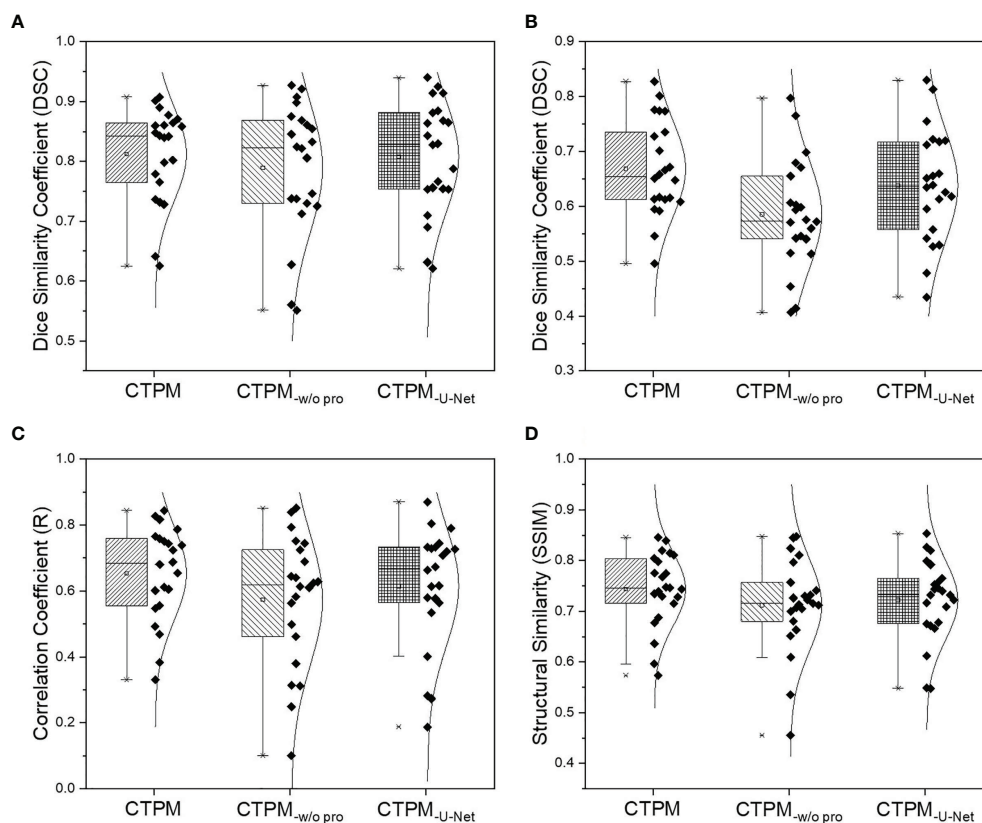 A
Dice Similarity Coefficient (DSC)
1.0
0.9
0.8
0.7
0.6
0.5
CTPM
CTPM-w/o pro
CTPM-U-Net
B
Dice Similarity Coefficient (DSC)
0.9
0.8
0.7
0.6
0.5
0.4
0.3
CTPM
CTPM-w/o pro
CTPM-U-Net
C
Correlation Coefficient (R)
1.0
0.8
0.6
0.4
0.2
0.0
CTPM
CTPM-w/o pro
CTPM-U-Net
D
Structural Similarity (SSIM)
1.0
0.9
0.8
0.7
0.6
0.5
0.4
CTPM
CTPM-w/o pro
CTPM-U-Net